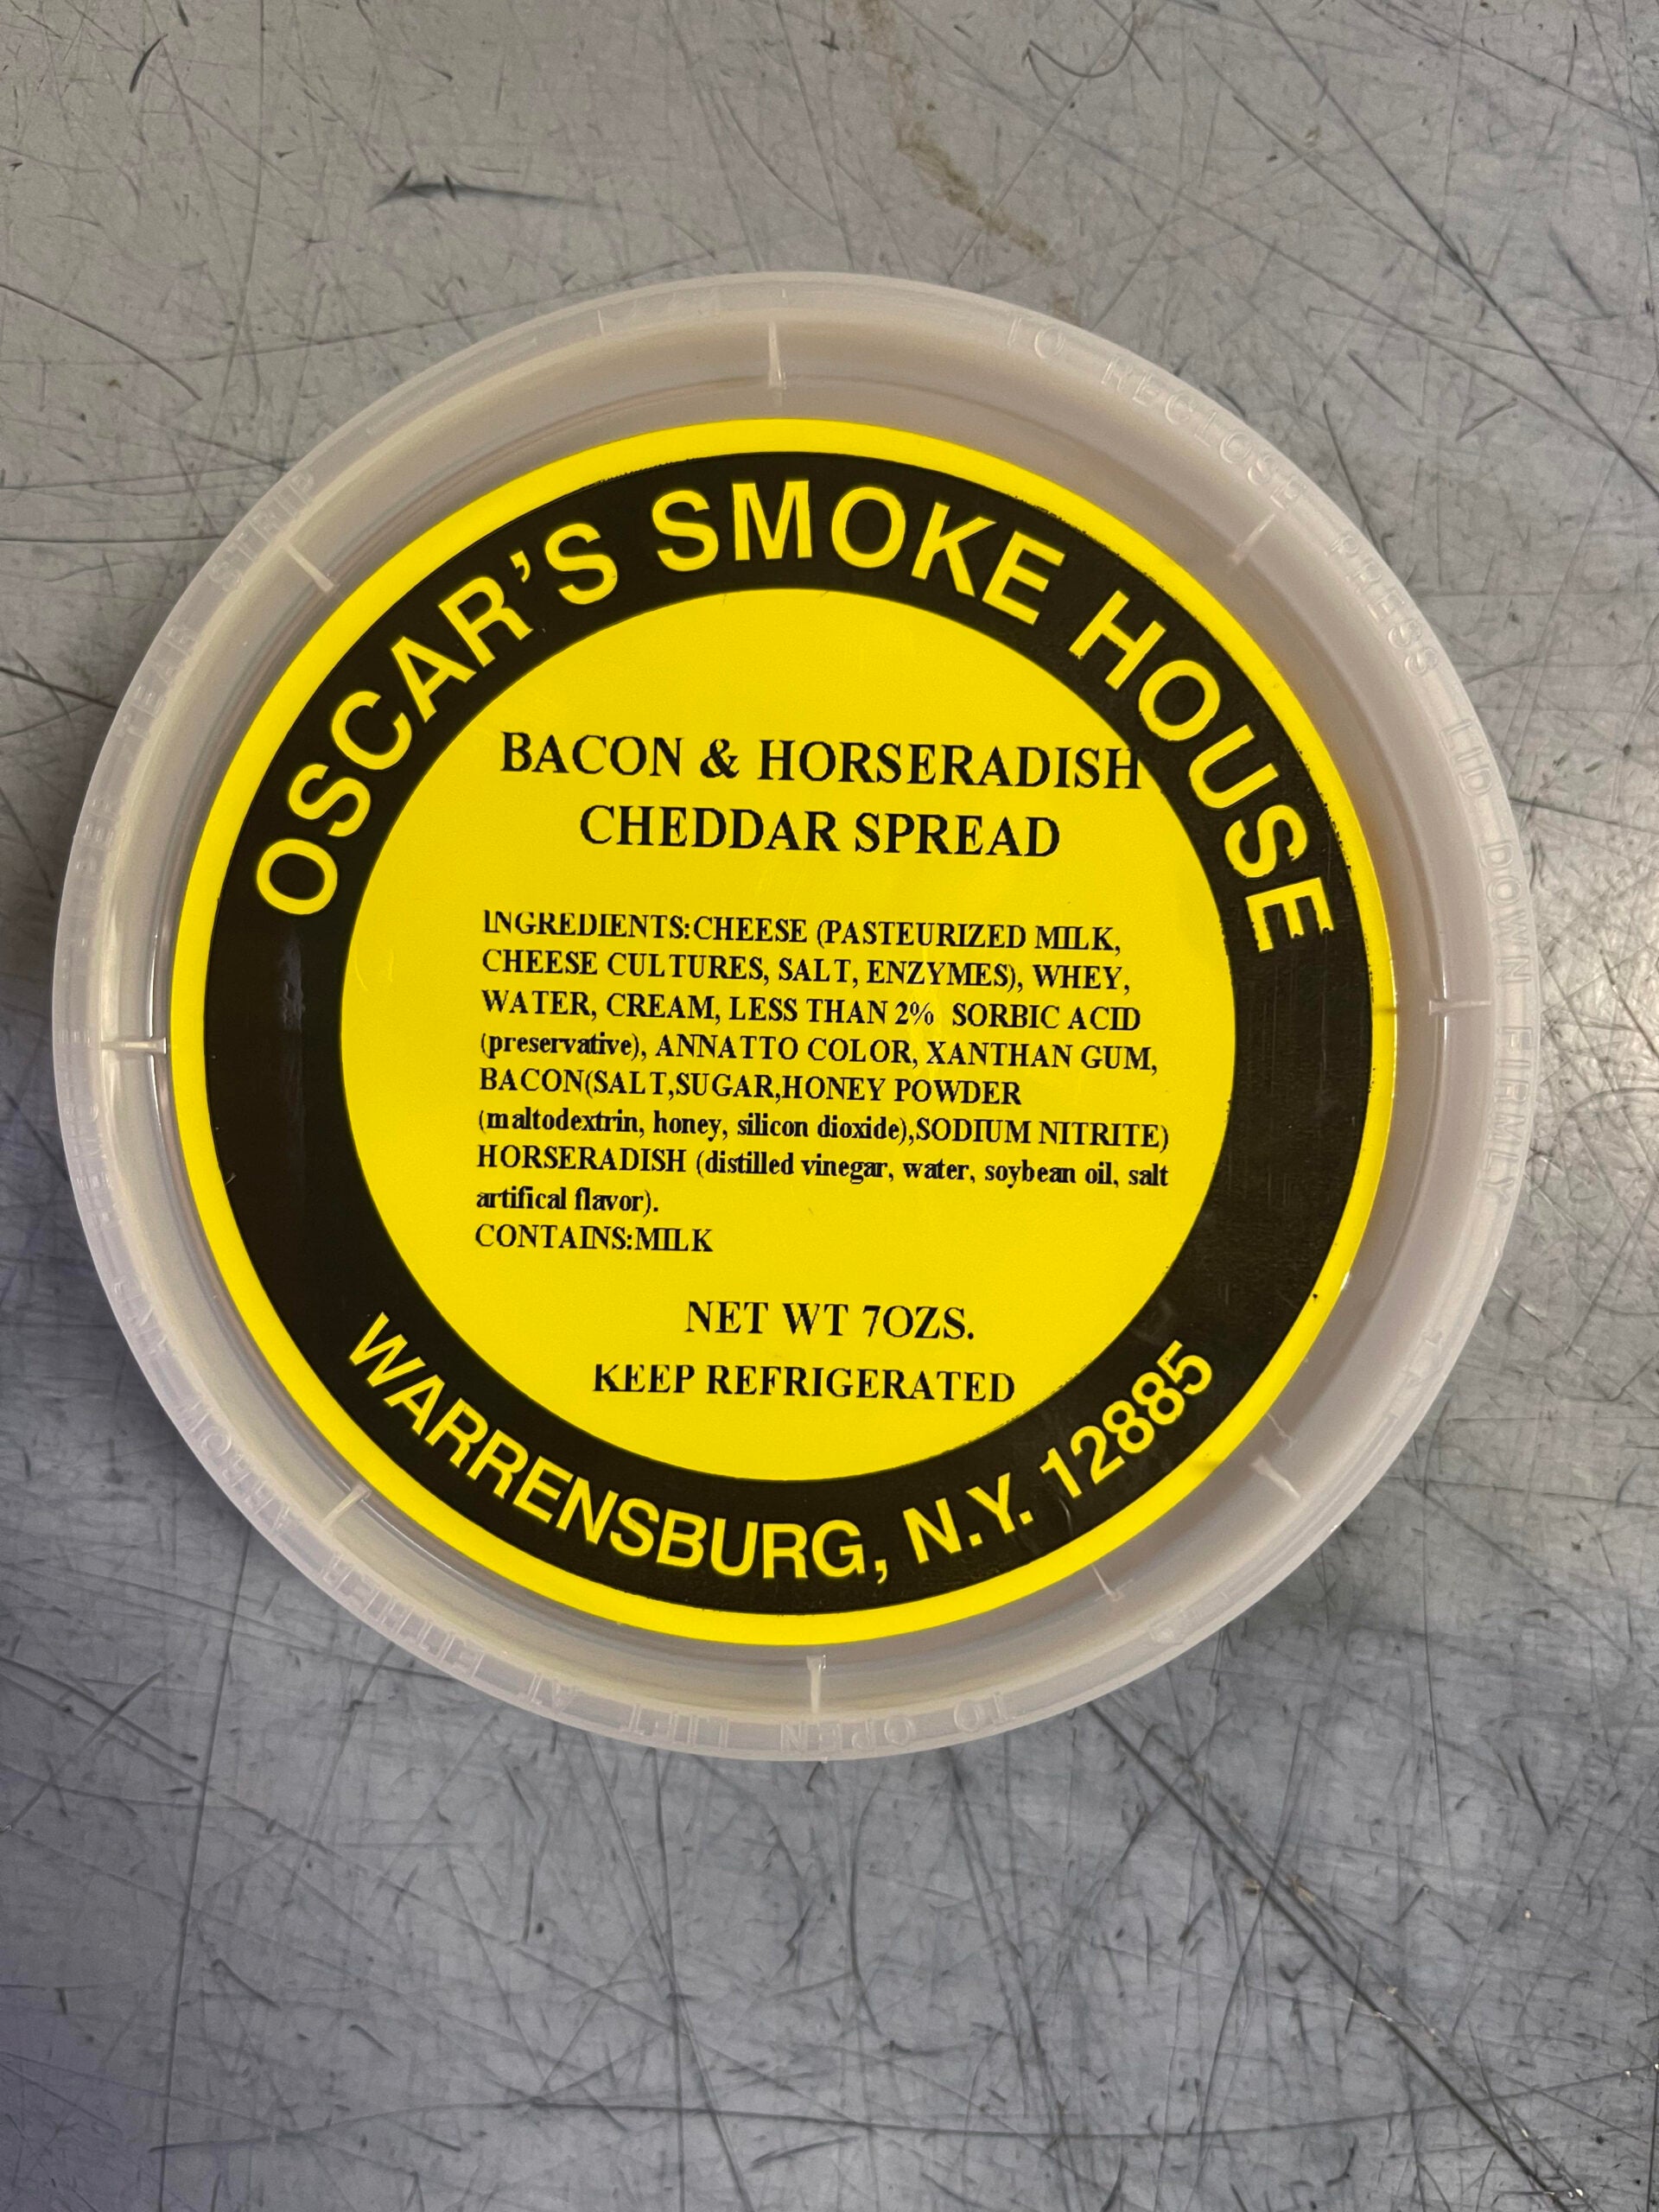 OSCAR'S SMOKE HOUSE
BACON & HORSERADISH
CHEDDAR SPREAD
INGREDIENTS:CHEESE (PASTEURIZED MILK,
CHEESE CULTURES, SALT, ENZYMES), WHEY,
WATER, CREAM, LESS THAN 2% SORBIC ACID
(preservative), ANNATTO COLOR, XANTHAN GUM,
BACON(SALT,SUGAR,HONEY POWDER
(maltodextrin, honey, silicon dioxide),SODIUM NITRITE)
HORSERADISH (distilled vinegar, water, soybean oil, salt
artifical flavor).
CONTAINS:MILK
NET WT 7OZS.
KEEP REFRIGERATED
WARRENSBURG, N.Y. 12885
TO RECLOSE PRESS LID DOWN FIRMLY
TO OPEN LIFT AT EITHER ARROW
TEAR STRIP